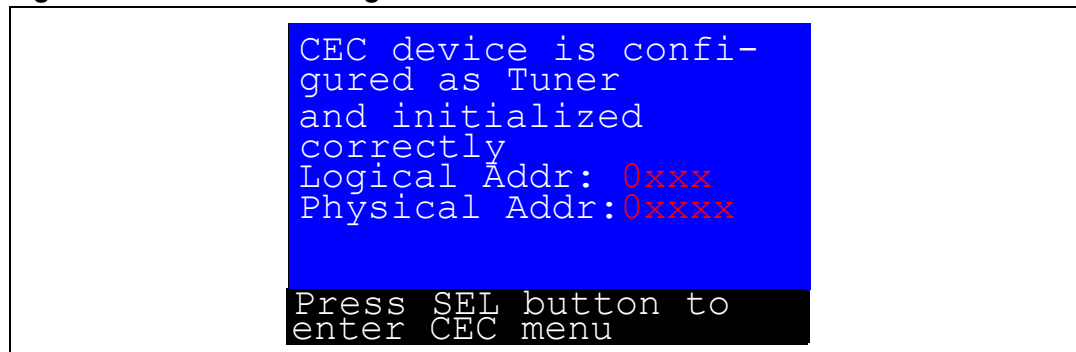 CEC device is confi-
gured as Tuner
and initialized
correctly
Logical Addr: 0xxx
Physical Addr:0xxxx
Press SEL button to
enter CEC menu